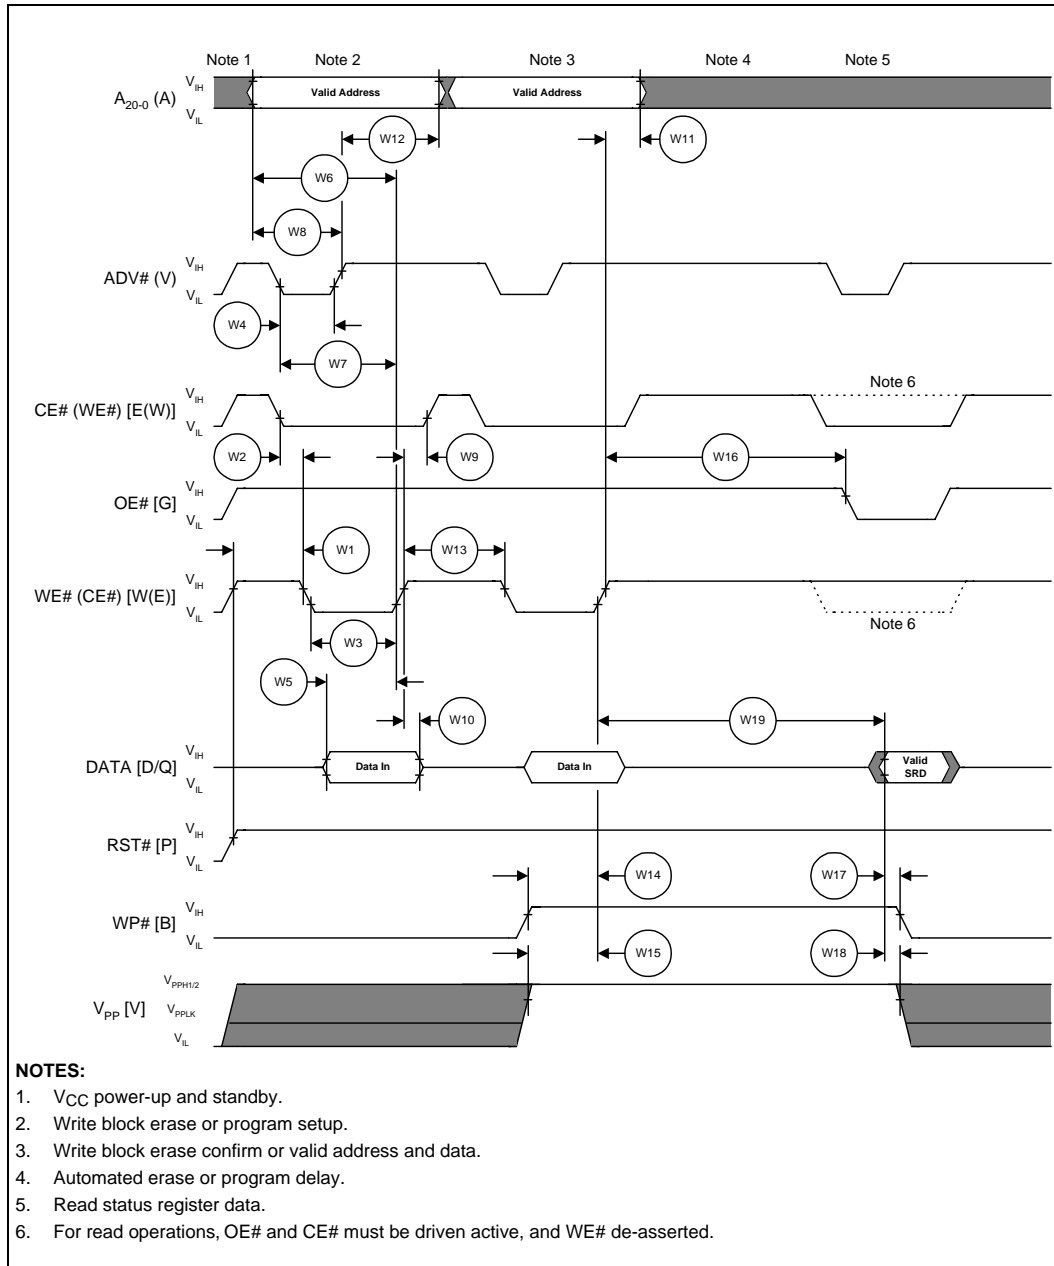 Note 1 Note 2 Note 3 Note 4 Note 5
A20-0 (A) VIH Valid Address Valid Address
VIL
W12 W11
W6
W8
ADV# (V) VIH
VIL
W4
W7
CE# (WE#) [E(W)] VIH Note 6
VIL
W2 W9 W16
OE# [G] VIH
VIL
W1 W13
WE# (CE#) [W(E)] VIH
VIL Note 6
W3
W5
W10 W19
DATA [D/Q] VIH Data In Data In Valid
VIL SRD
RST# [P] VIH
VIL
W14 W17
WP# [B] VIH
VIL
W15 W18
VPPH1/2
VPP [V] VPPLK
VIL
NOTES:
1. VCC power-up and standby.
2. Write block erase or program setup.
3. Write block erase confirm or valid address and data.
4. Automated erase or program delay.
5. Read status register data.
6. For read operations, OE# and CE# must be driven active, and WE# de-asserted.